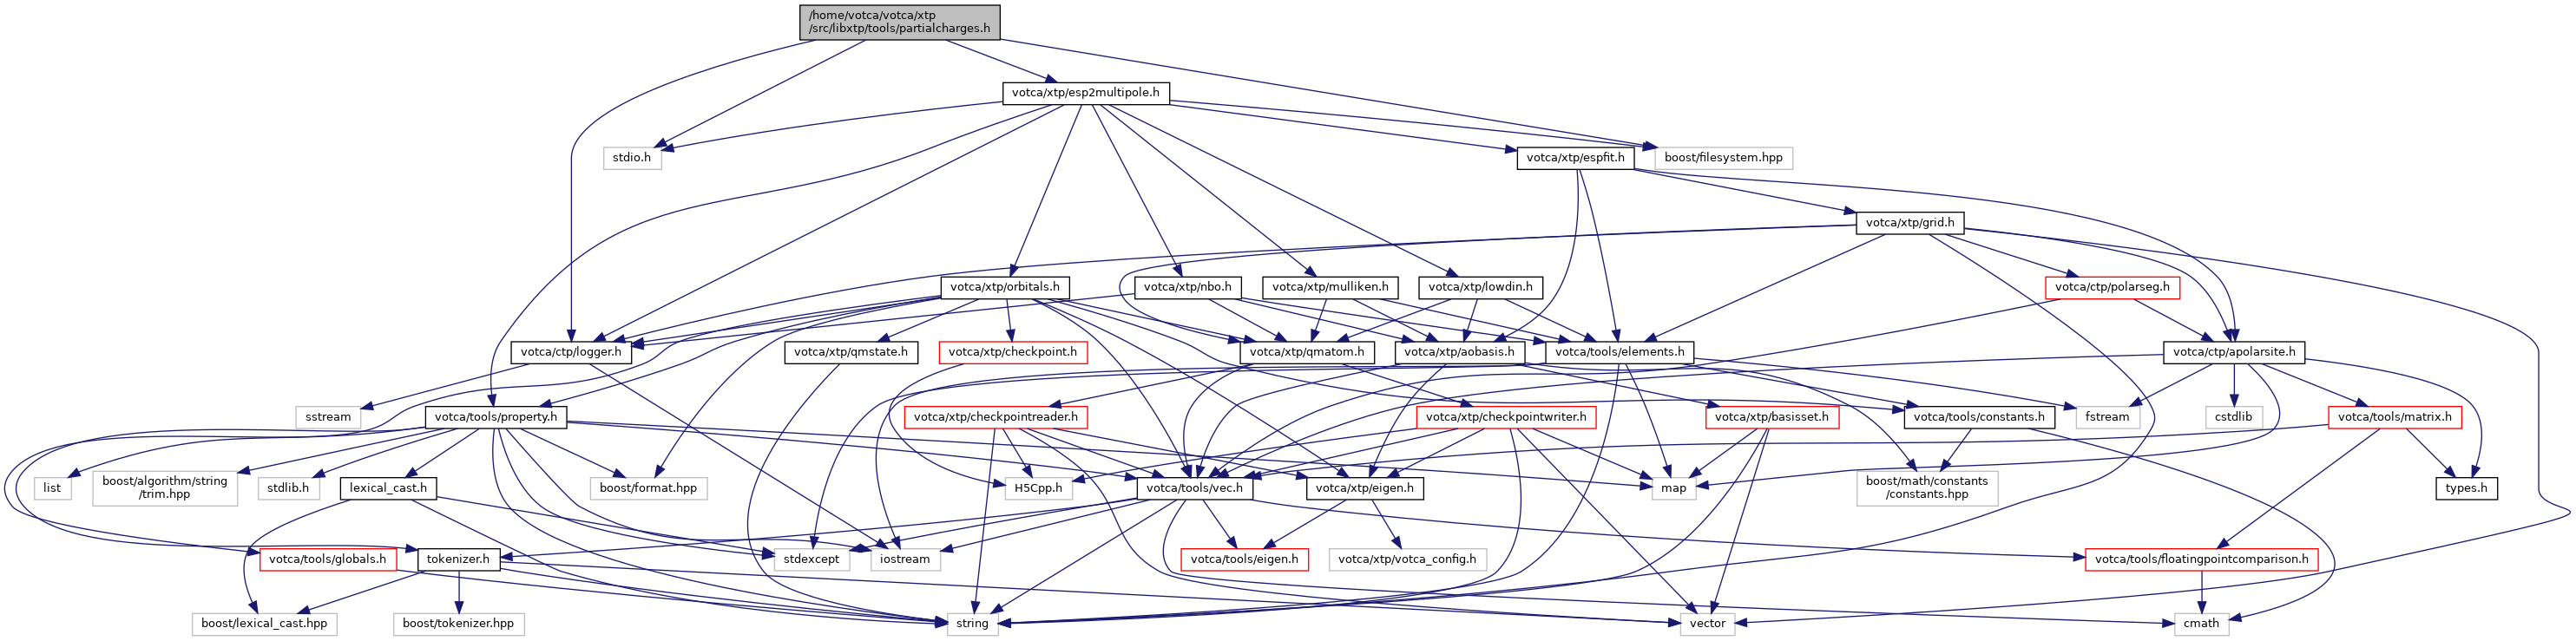 /home/votca/votca/xtp
/src/libxtp/tools/partialcharges.h
votca/xtp/esp2multipole.h
stdio.h
votca/xtp/espfit.h
boost/filesystem.hpp
votca/xtp/grid.h
votca/xtp/orbitals.h
votca/xtp/nbo.h
votca/xtp/mulliken.h
votca/xtp/lowdin.h
votca/ctp/polarseg.h
votca/ctp/logger.h
votca/xtp/qmstate.h
votca/xtp/checkpoint.h
votca/xtp/qmatom.h
votca/xtp/aobasis.h
votca/tools/elements.h
votca/ctp/apolarsite.h
sstream
votca/tools/property.h
votca/xtp/checkpointreader.h
votca/xtp/checkpointwriter.h
votca/xtp/basisset.h
votca/tools/constants.h
fstream
cstdlib
votca/tools/matrix.h
list
boost/algorithm/string
/trim.hpp
stdlib.h
lexical_cast.h
boost/format.hpp
H5Cpp.h
votca/tools/vec.h
votca/xtp/eigen.h
map
boost/math/constants
/constants.hpp
types.h
votca/tools/globals.h
tokenizer.h
stdexcept
iostream
votca/tools/eigen.h
votca/xtp/votca_config.h
votca/tools/floatingpointcomparison.h
boost/lexical_cast.hpp
boost/tokenizer.hpp
string
vector
cmath